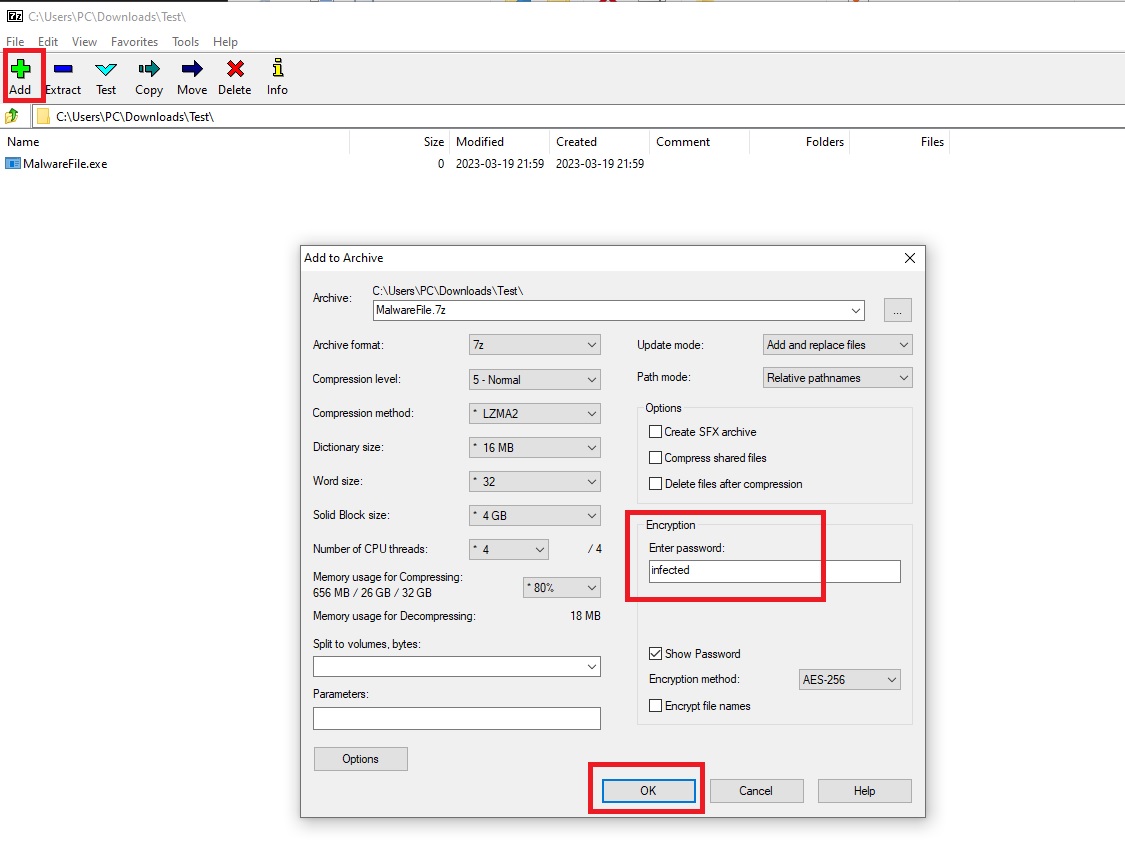 7z C:\Users\PC\Downloads\Test\
File Edit View Favorites Tools Help
Add Extract Test Copy Move Delete Info
C:\Users\PC\Downloads\Test\
Name Size Modified Created Comment Folders Files
MalwareFile.exe 0 2023-03-19 21:59 2023-03-19 21:59
Add to Archive
Archive: C:\Users\PC\Downloads\Test\
MalwareFile.7z ...
Archive format: 7z
Compression level: 5 - Normal
Compression method: * LZMA2
Dictionary size: * 16 MB
Word size: * 32
Solid Block size: * 4 GB
Number of CPU threads: * 4 / 4
Memory usage for Compressing:
656 MB / 26 GB / 32 GB * 80%
Memory usage for Decompressing: 18 MB
Split to volumes, bytes:
Parameters:
Options
Update mode: Add and replace files
Path mode: Relative pathnames
Options
Create SFX archive
Compress shared files
Delete files after compression
Encryption
Enter password:
infected
Show Password
Encryption method: AES-256
Encrypt file names
OK Cancel Help